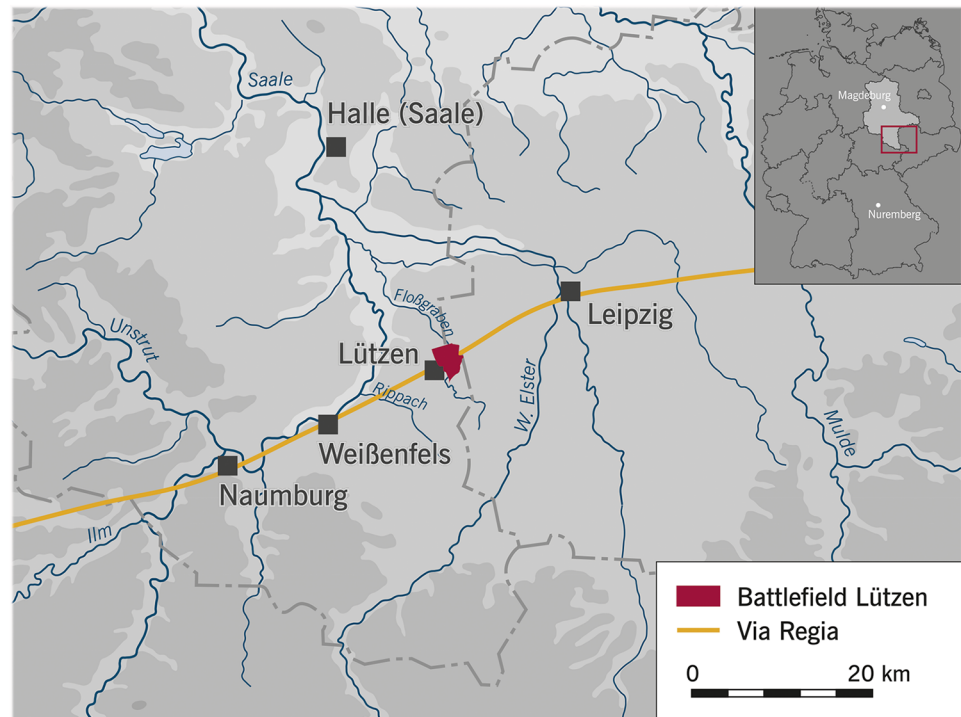 Saale
Halle (Saale)
Magdeburg
Nuremberg
Floßgraben
Leipzig
Unstrut
Lützen
Rippach
W. Elster
Mulde
Weißenfels
Naumburg
Ilm
Battlefield Lützen
Via Regia
0 20 km